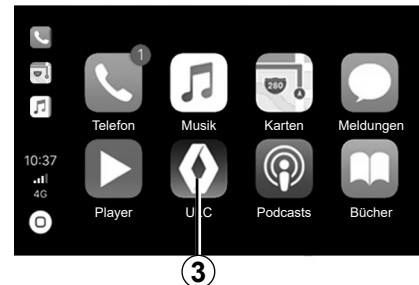 1
280
Telefon
Musik
Karten
Meldungen
10:37
4G
Player
Podcasts
Bücher
3